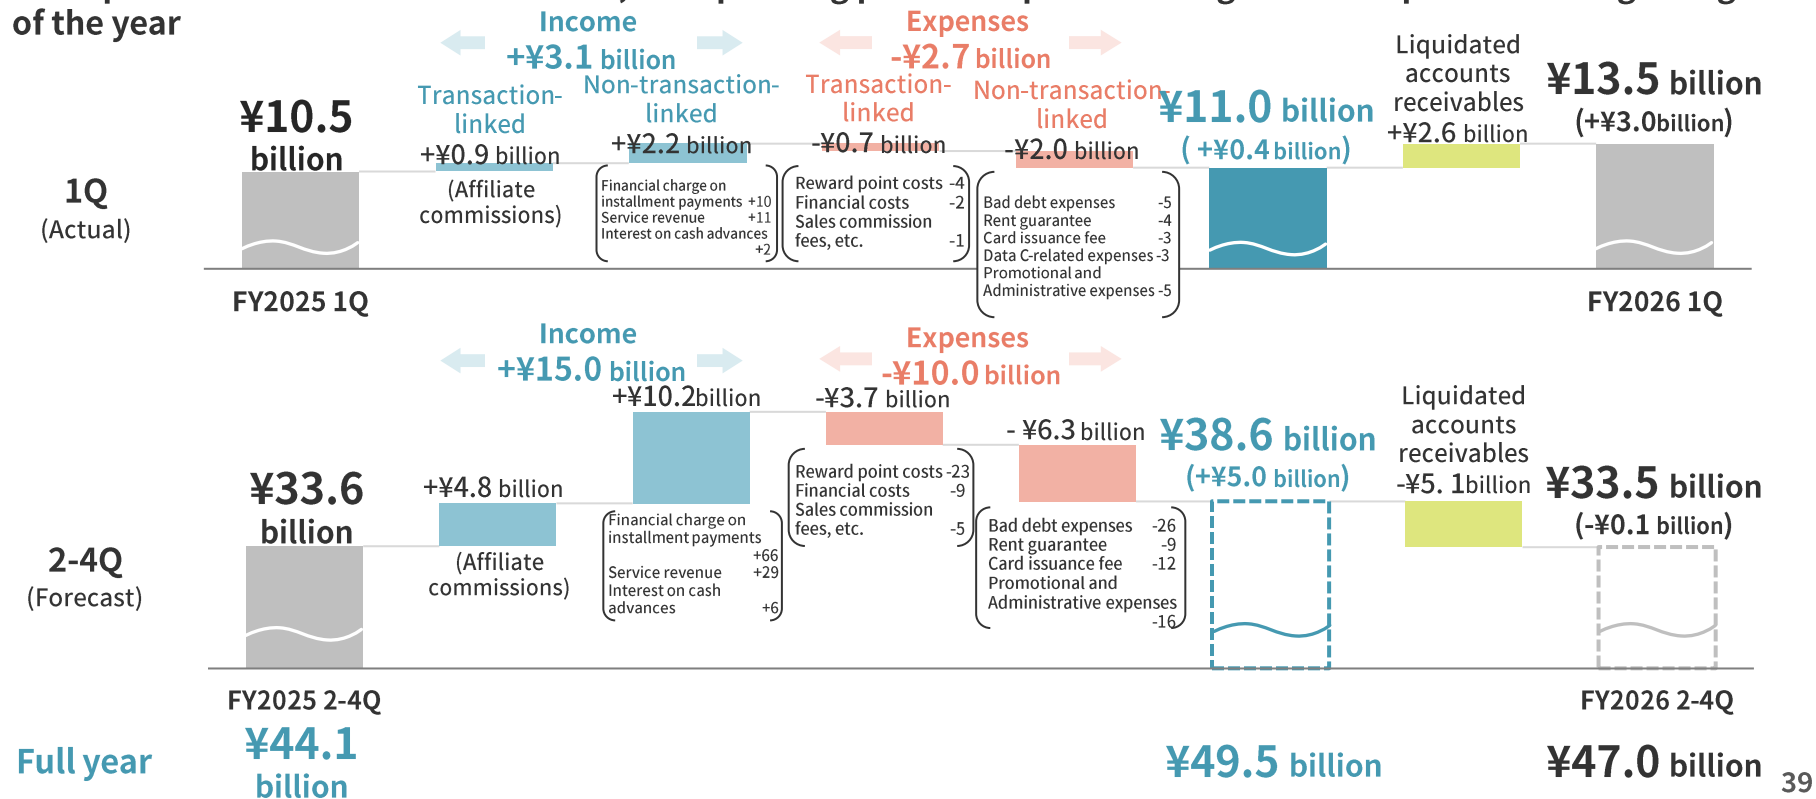 of the year
Income
+¥3.1 billion
Expenses
-¥2.7 billion
Transaction-
linked
+¥0.9 billion
(Affiliate
commissions)
Non-transaction-
linked
+¥2.2 billion
Financial charge on
installment payments +10
Service revenue +11
Interest on cash advances
+2
Transaction-
linked
-¥0.7 billion
Reward point costs -4
Financial costs -2
Sales commission
fees, etc. -1
Non-transaction-
linked
-¥2.0 billion
Bad debt expenses -5
Rent guarantee -4
Card issuance fee -3
Data C-related expenses -3
Promotional and
Administrative expenses -5
1Q
(Actual)
¥10.5
billion
FY2025 1Q
¥11.0 billion
( +¥0.4 billion)
Liquidated
accounts
receivables
+¥2.6 billion
¥13.5 billion
(+¥3.0billion)
FY2026 1Q
Income
+¥15.0 billion
Expenses
-¥10.0 billion
2-4Q
(Forecast)
¥33.6
billion
FY2025 2-4Q
+¥4.8 billion
(Affiliate
commissions)
+¥10.2billion
Financial charge on
installment payments
+66
Service revenue +29
Interest on cash
advances +6
-¥3.7 billion
Reward point costs -23
Financial costs -9
Sales commission
fees, etc. -5
- ¥6.3 billion
Bad debt expenses -26
Rent guarantee -9
Card issuance fee -12
Promotional and
Administrative expenses
-16
¥38.6 billion
(+¥5.0 billion)
Liquidated
accounts
receivables
-¥5. 1billion
¥33.5 billion
(-¥0.1 billion)
FY2026 2-4Q
Full year
¥44.1
billion
¥49.5 billion
¥47.0 billion
39